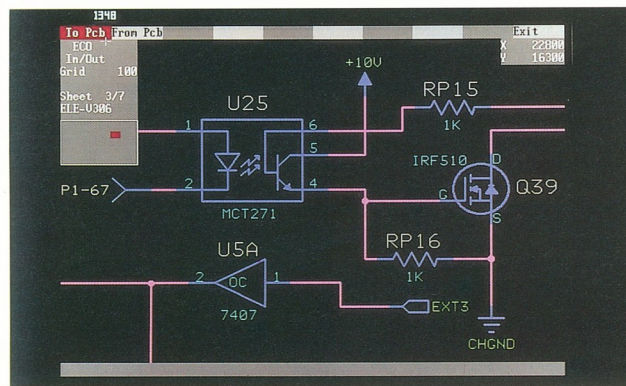 1348
To Pcb From Pcb Exit
ECO X 22800
In/Out Y 16300
Grid 100
Sheet 3/7
ELE-V306
+10V
RP15
U25
1K
1 6
5
IRF510 D
P1-67 2 4
G Q39
MCT271
S
U5A RP16
2 OC 1 1K
7407 EXT3
CHGND